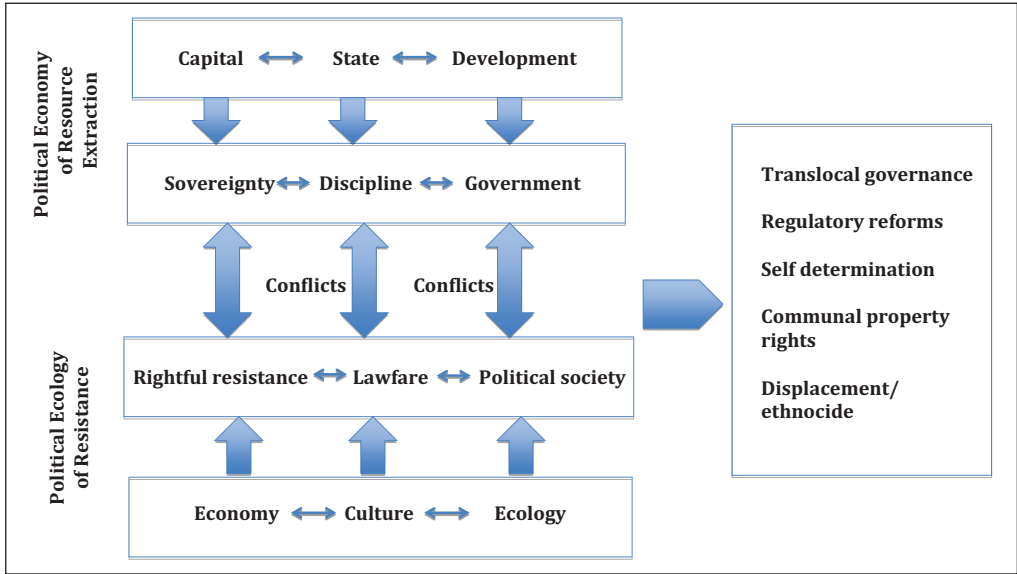 Political Economy
of Resource
Extraction
Capital State Development
Sovereignty Discipline Government
Conflicts Conflicts
Political Ecology
of Resistance
Rightful resistance Lawfare Political society
Economy Culture Ecology
Translocal governance
Regulatory reforms
Self determination
Communal property
rights
Displacement/
ethnocide